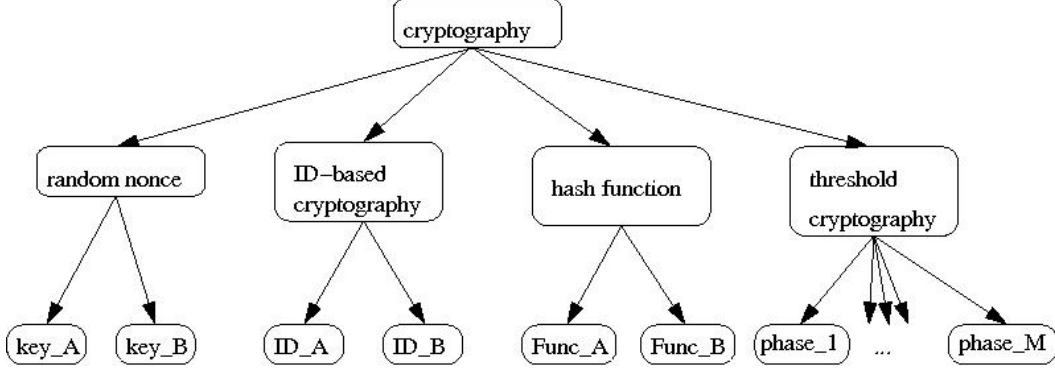 cryptography
random nonce
ID-based
cryptography
hash function
threshold
cryptography
key_A
key_B
ID_A
ID_B
Func_A
Func_B
phase_1
...
phase_M